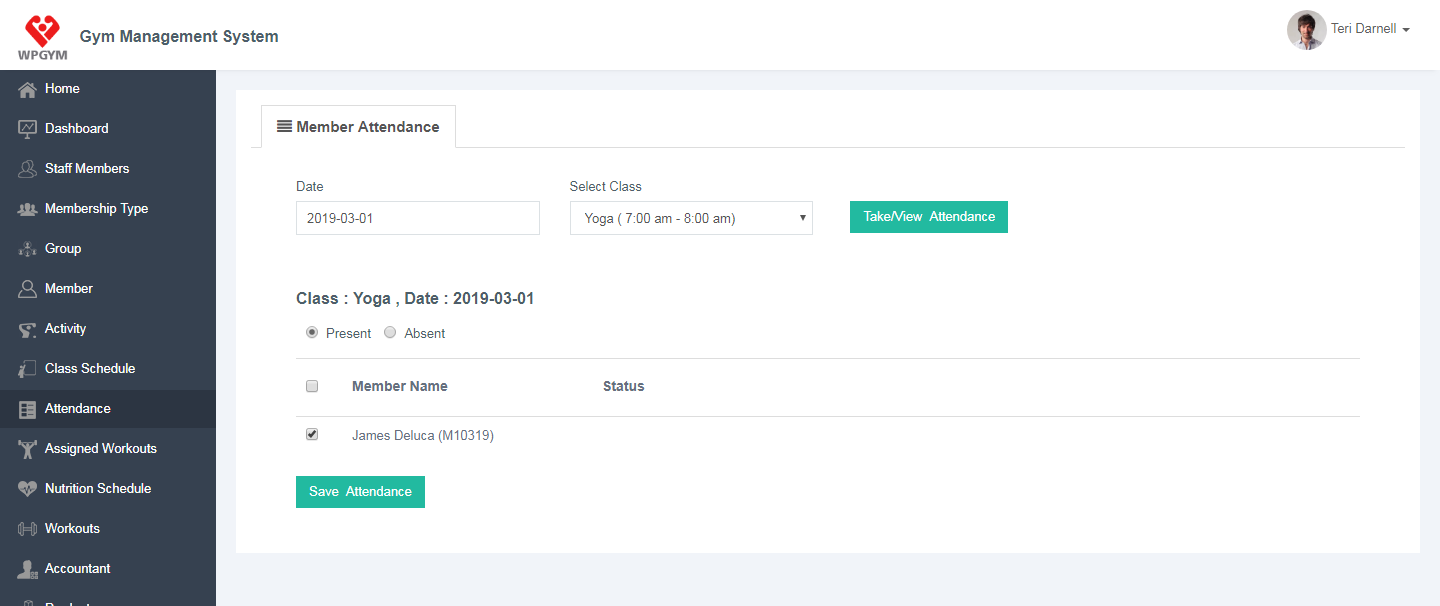 WPGYM
Gym Management System
Teri Darnell
Home
Dashboard
Staff Members
Membership Type
Group
Member
Activity
Class Schedule
Attendance
Assigned Workouts
Nutrition Schedule
Workouts
Accountant
Member Attendance
Date
Select Class
2019-03-01
Yoga ( 7:00 am - 8:00 am)
Take/View Attendance
Class : Yoga , Date : 2019-03-01
Present Absent
Member Name Status
James Deluca (M10319)
Save Attendance